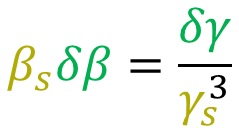 β_s δβ = δγ / γ_s^3